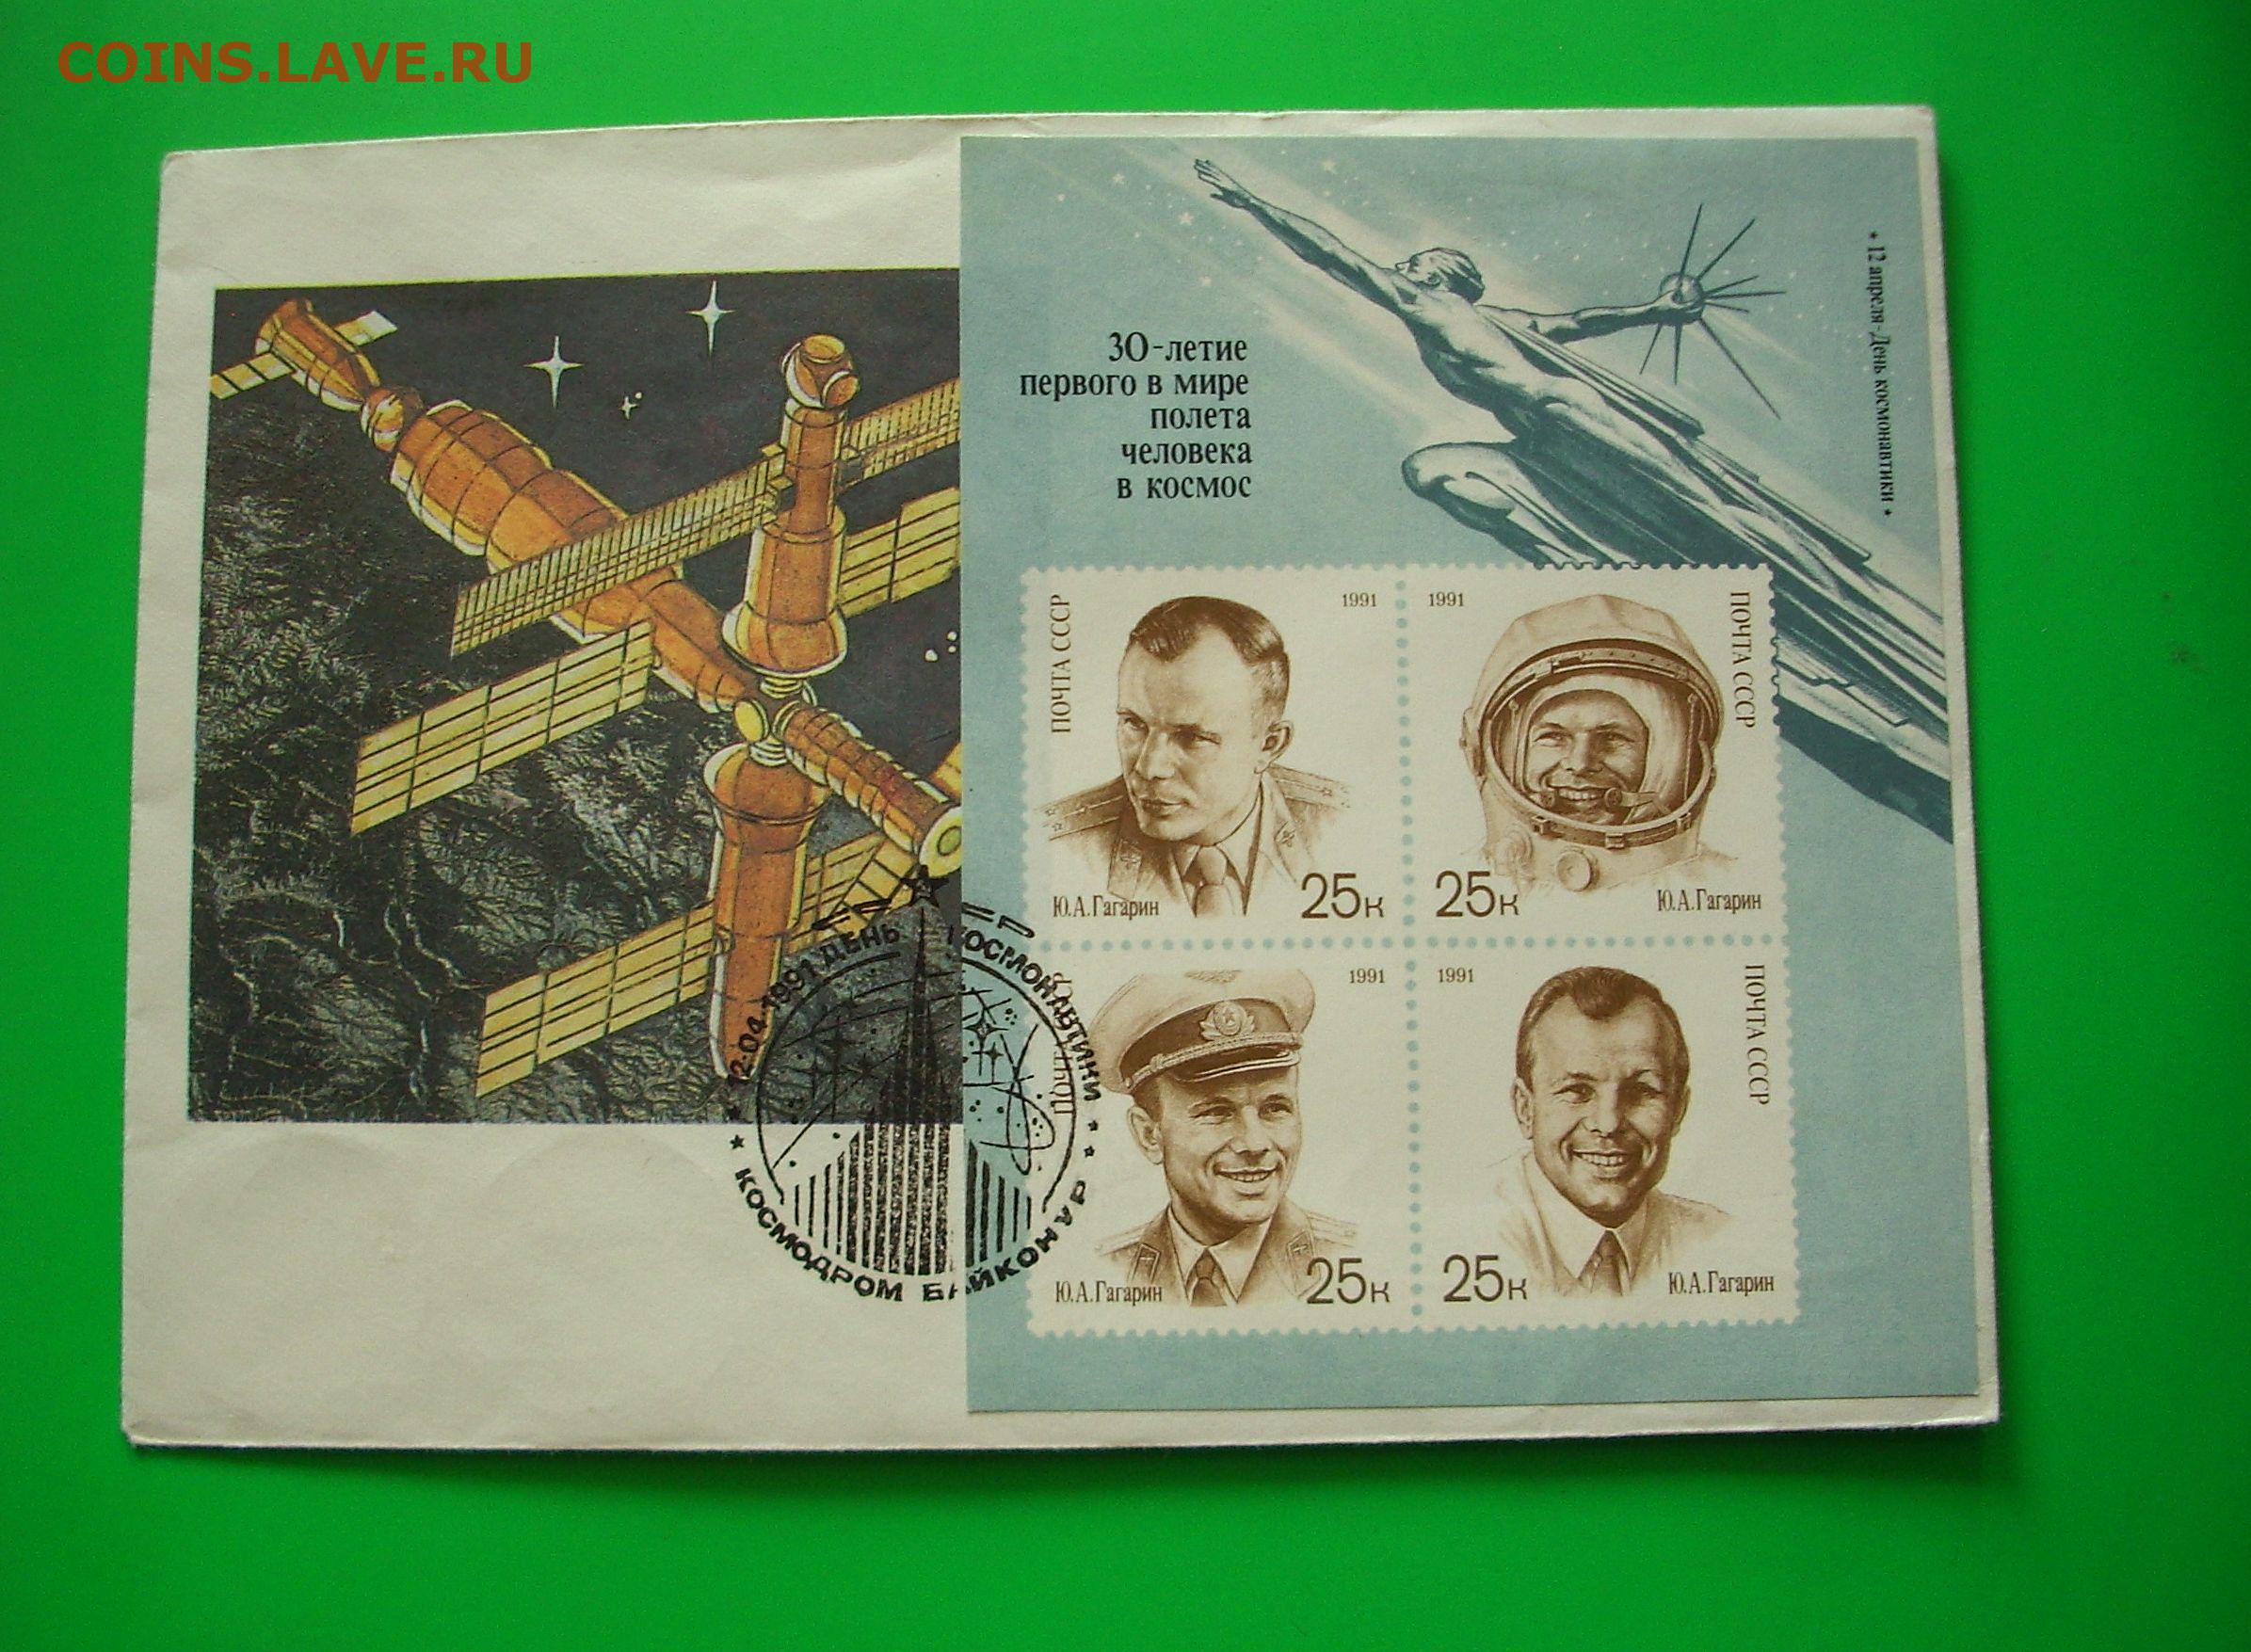 COINS.LAVE.RU
30-летие
первого в мире
полета
человека
в космос
★ 12 апреля-День космонавтики ★
ПОЧТА СССР
1991
Ю.А.Гагарин
25к
1991
ПОЧТА СССР
25к
Ю.А.Гагарин
ПОЧТА СССР
1991
Ю.А.Гагарин
25к
1991
ПОЧТА СССР
25к
Ю.А.Гагарин
12.04.1991 ДЕНЬ КОСМОНАВТИКИ
КОСМОДРОМ БАЙКОНУР